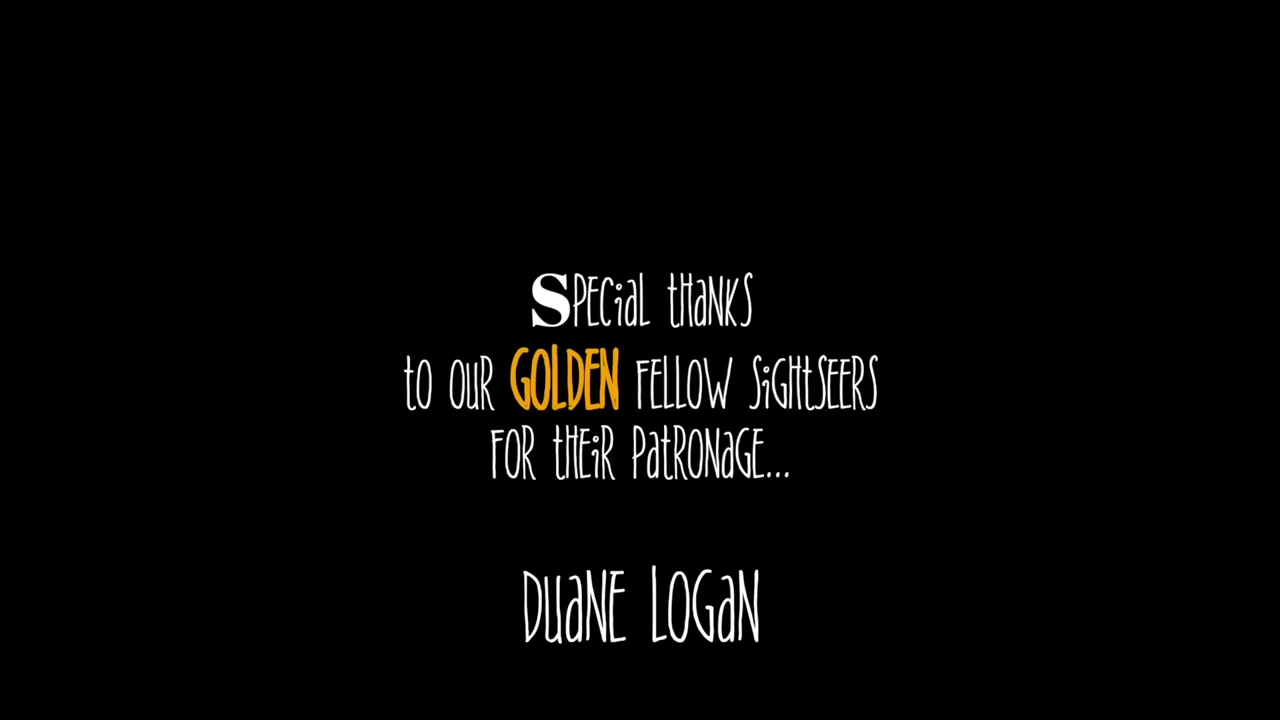 Special thanks
to our GOLDEN fellow sightseers
for their patronage...
Duane Logan